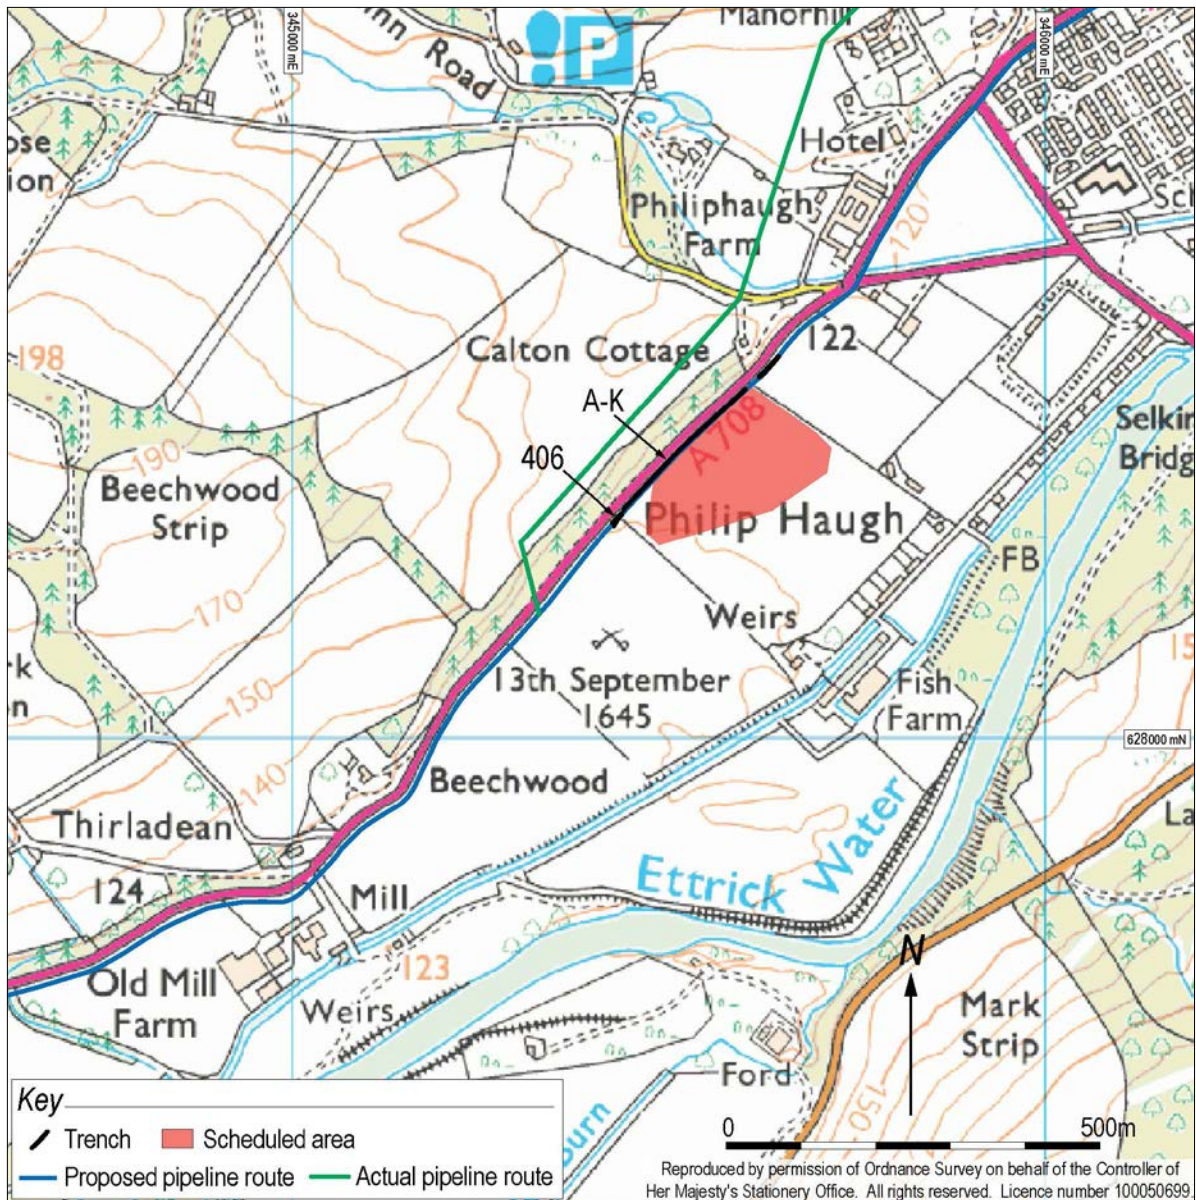 Manorhill
345000 mE
346000 mE
P
Inn Road
Hotel
Philiphaugh
Farm
120
122
Calton Cottage
198
A-K
A 708
406
190
Beechwood
Strip
Philip Haugh
Selkir
Bridg
FB
170
Weirs
13th September
1645
Fish
Farm
150
628000 mN
140
Beechwood
Thirladean
Ettrick Water
124
Mill
N
123
Old Mill
Farm
Weirs
Mark
Strip
Ford
150
Burn
Key
Trench
Scheduled area
Proposed pipeline route
Actual pipeline route
0
500m
Reproduced by permission of Ordnance Survey on behalf of the Controller of
Her Majesty's Stationery Office. All rights reserved. Licence number 100050699